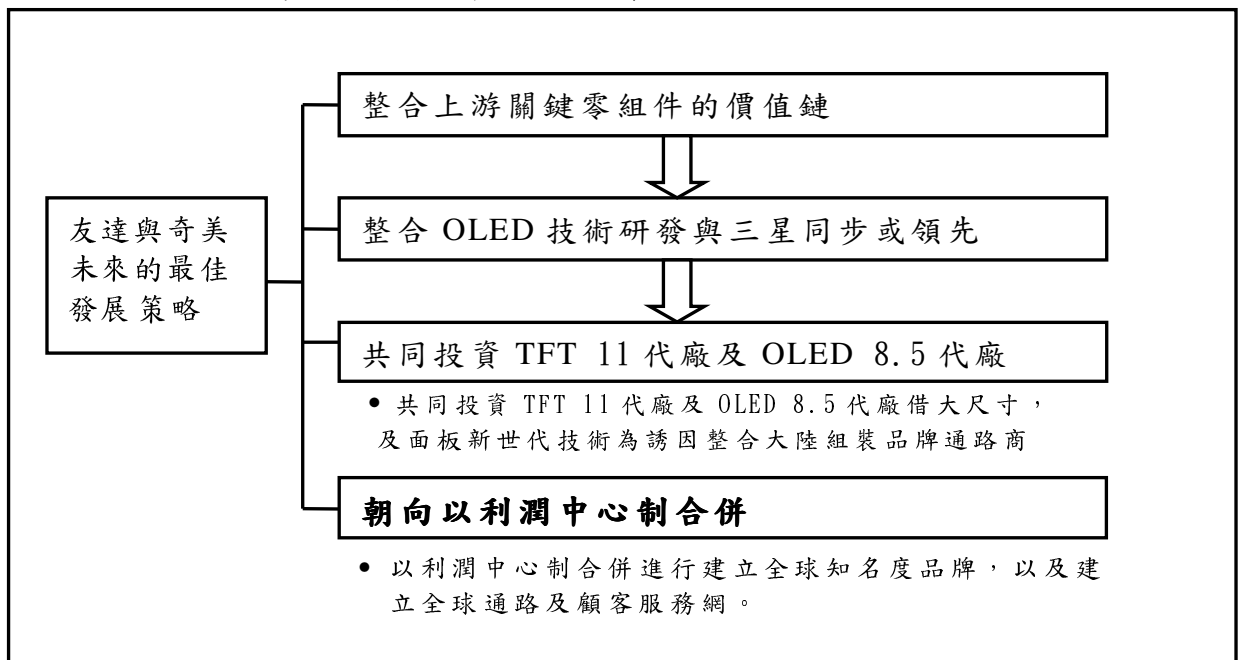 整合上游關鍵零組件的價值鏈
友達與奇美
未來的最佳
發展策略
整合 OLED 技術研發與三星同步或領先
共同投資 TFT 11 代廠及 OLED 8.5 代廠
• 共同投資 TFT 11 代廠及 OLED 8.5 代廠借大尺寸，
及面板新世代技術為誘因整合大陸組裝品牌通路商
朝向以利潤中心制合併
• 以利潤中心制合併進行建立全球知名度品牌，以及建
立全球通路及顧客服務網。